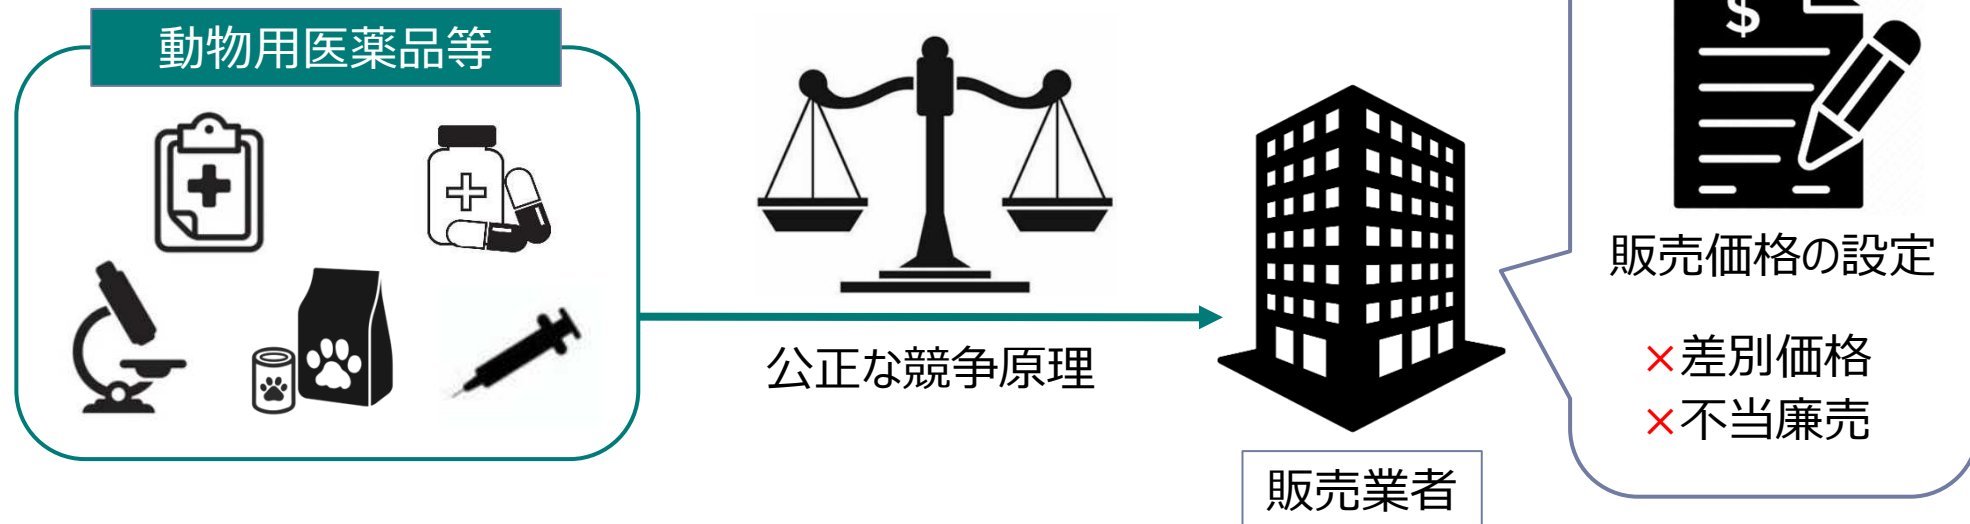 動物用医薬品等
$
公正な競争原理
販売業者
販売価格の設定
×差別価格
×不当廉売